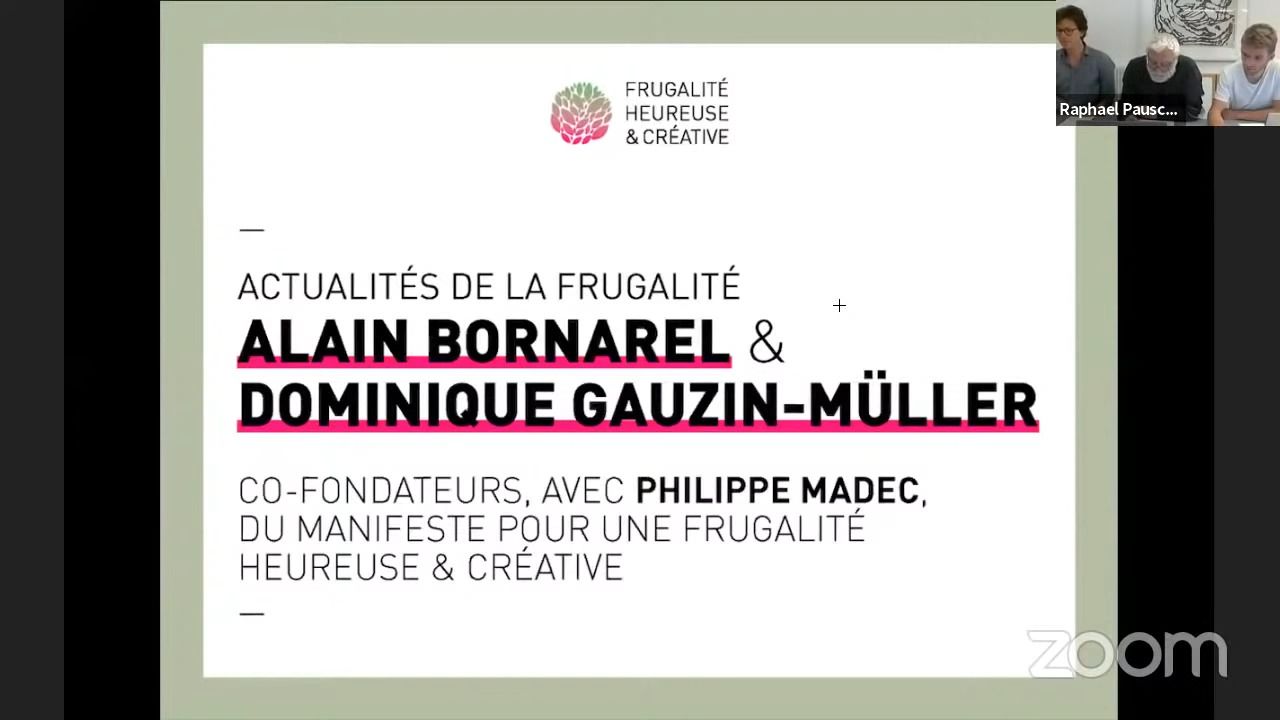 FRUGALITÉ
HEUREUSE
& CRÉATIVE
Raphael Pausc...
ACTUALITÉS DE LA FRUGALITÉ
ALAIN BORNAREL &
DOMINIQUE GAUZIN-MÜLLER
CO-FONDATEURS, AVEC PHILIPPE MADEC,
DU MANIFESTE POUR UNE FRUGALITÉ
HEUREUSE & CRÉATIVE
zoom